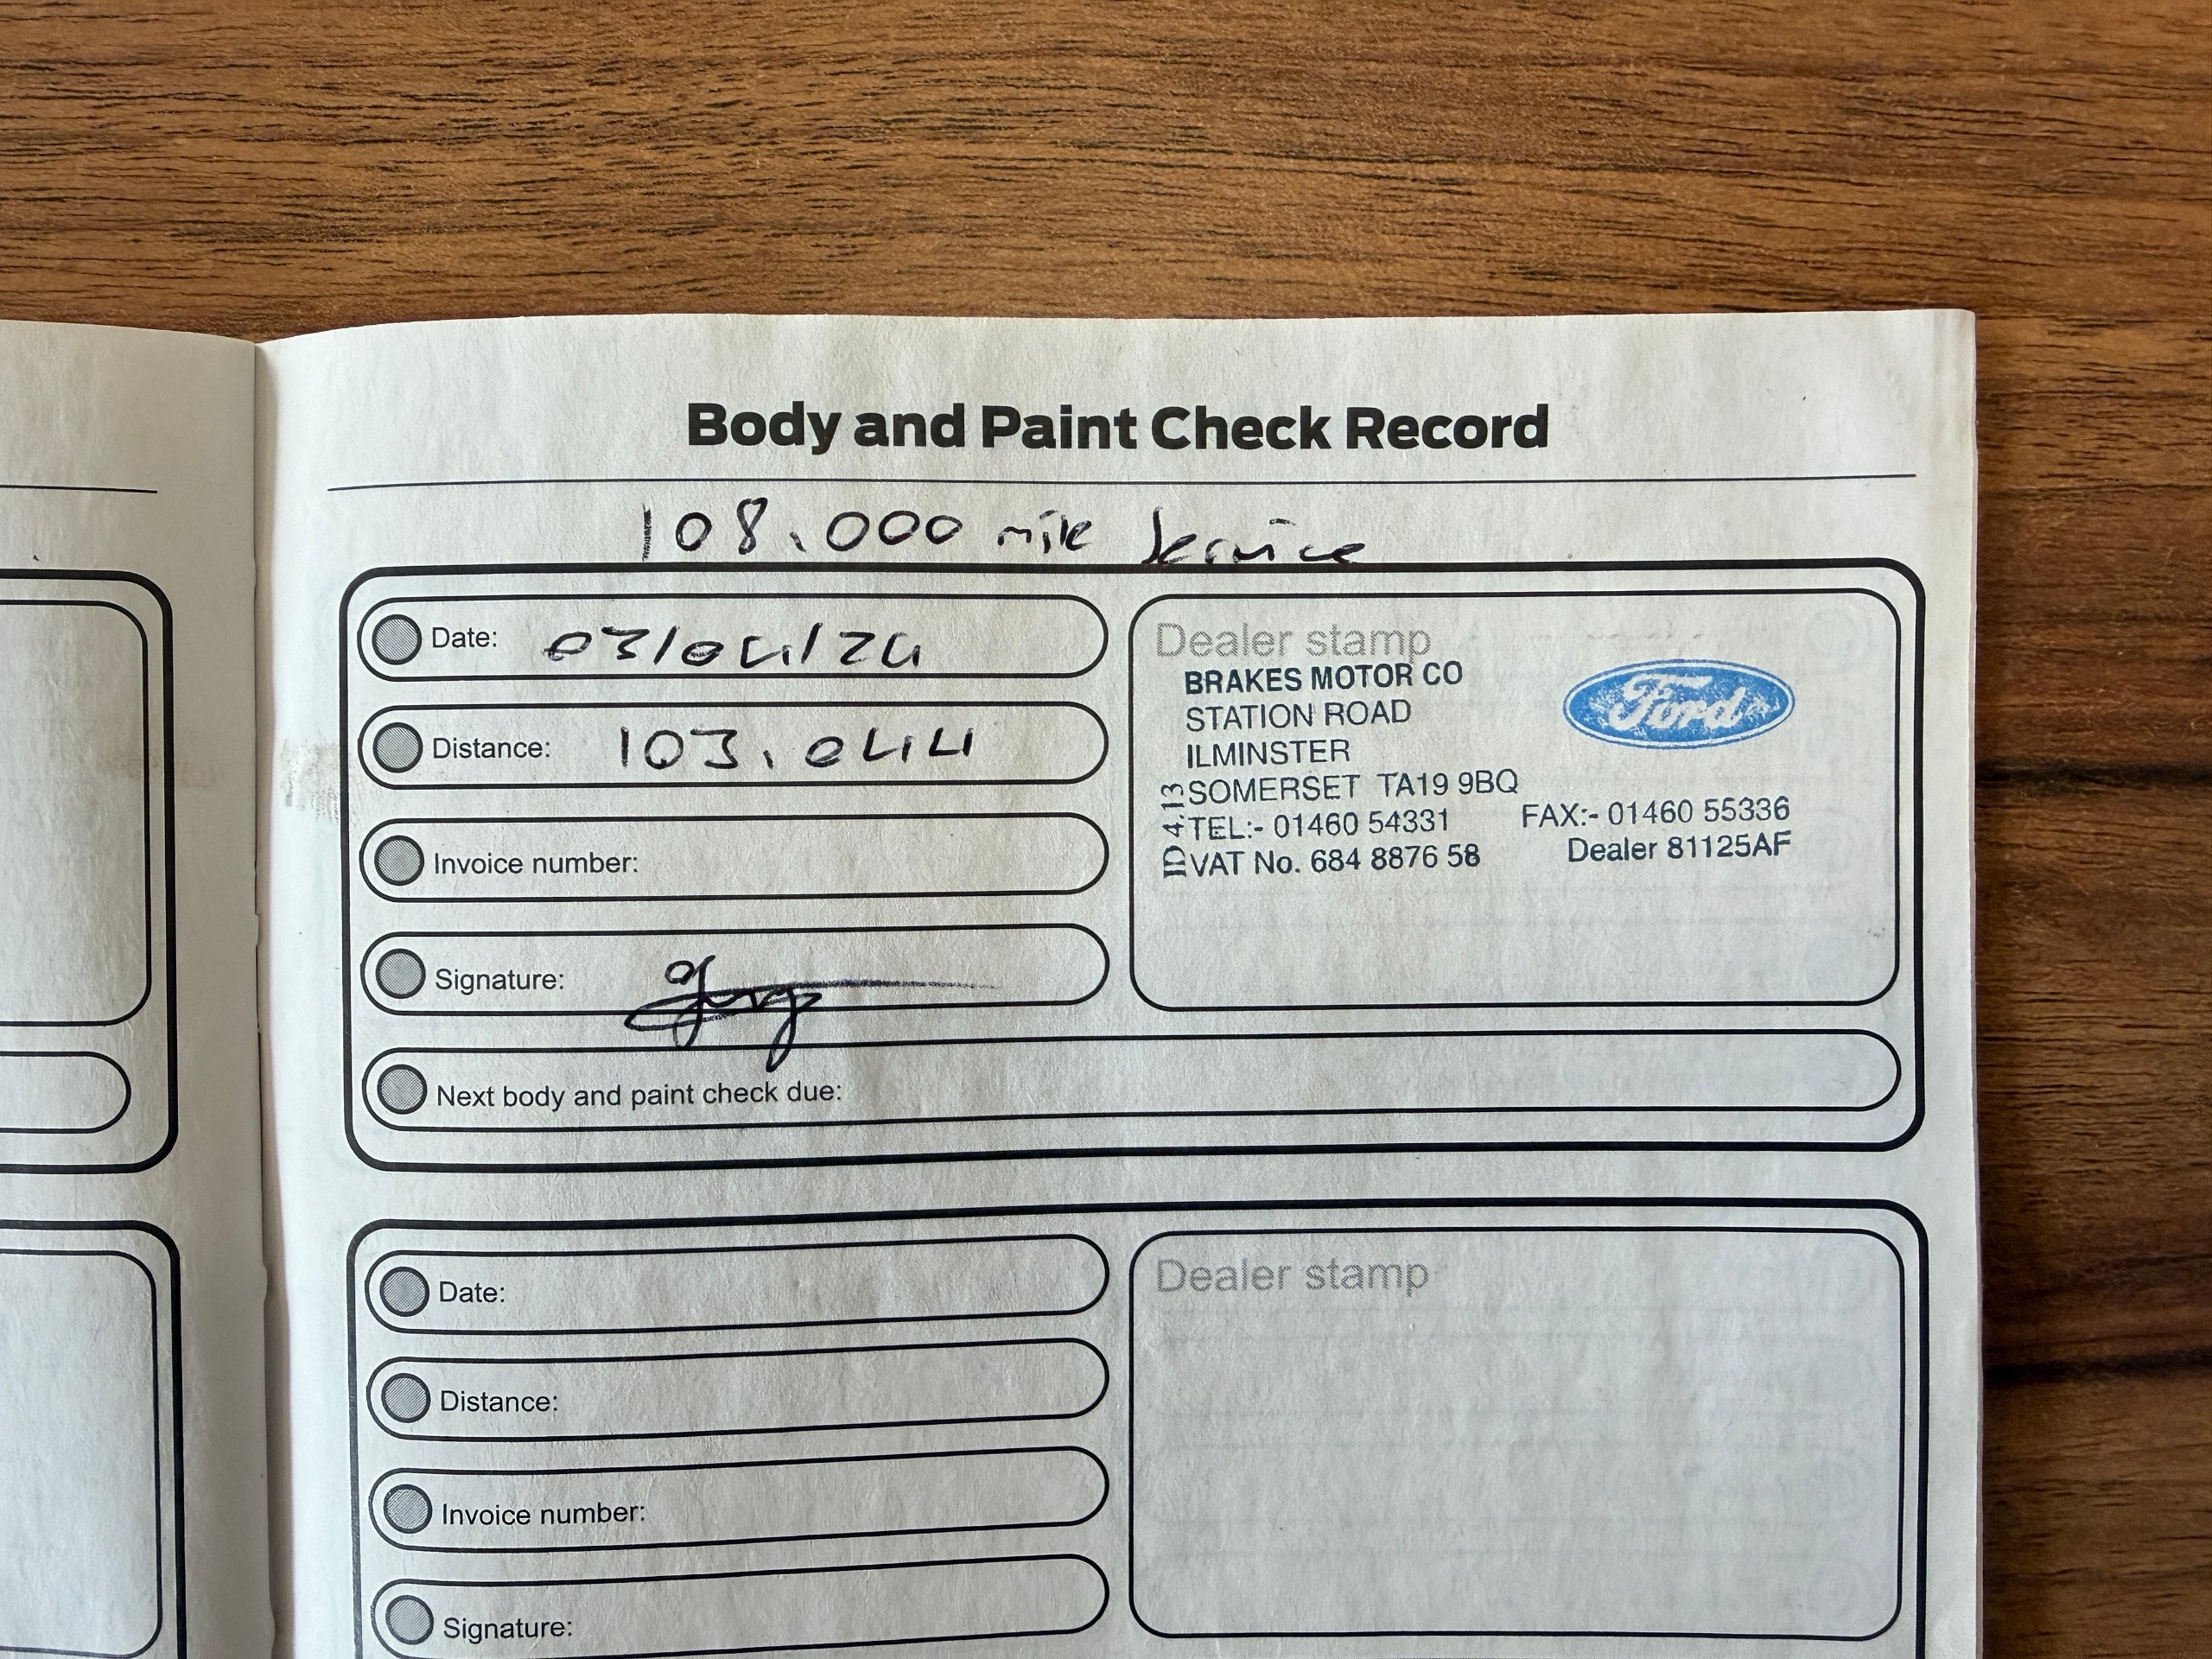 Body and Paint Check Record
108.000 mile Service
Date: 03/04/24
Distance: 103.044
Invoice number:
Signature:
Next body and paint check due:
Dealer stamp
BRAKES MOTOR CO
STATION ROAD
ILMINSTER
SOMERSET TA19 9BQ
TEL:- 01460 54331
VAT No. 684 8876 58
Ford
FAX:- 01460 55336
Dealer 81125AF
ID 4.13
Date:
Distance:
Invoice number:
Signature:
Dealer stamp